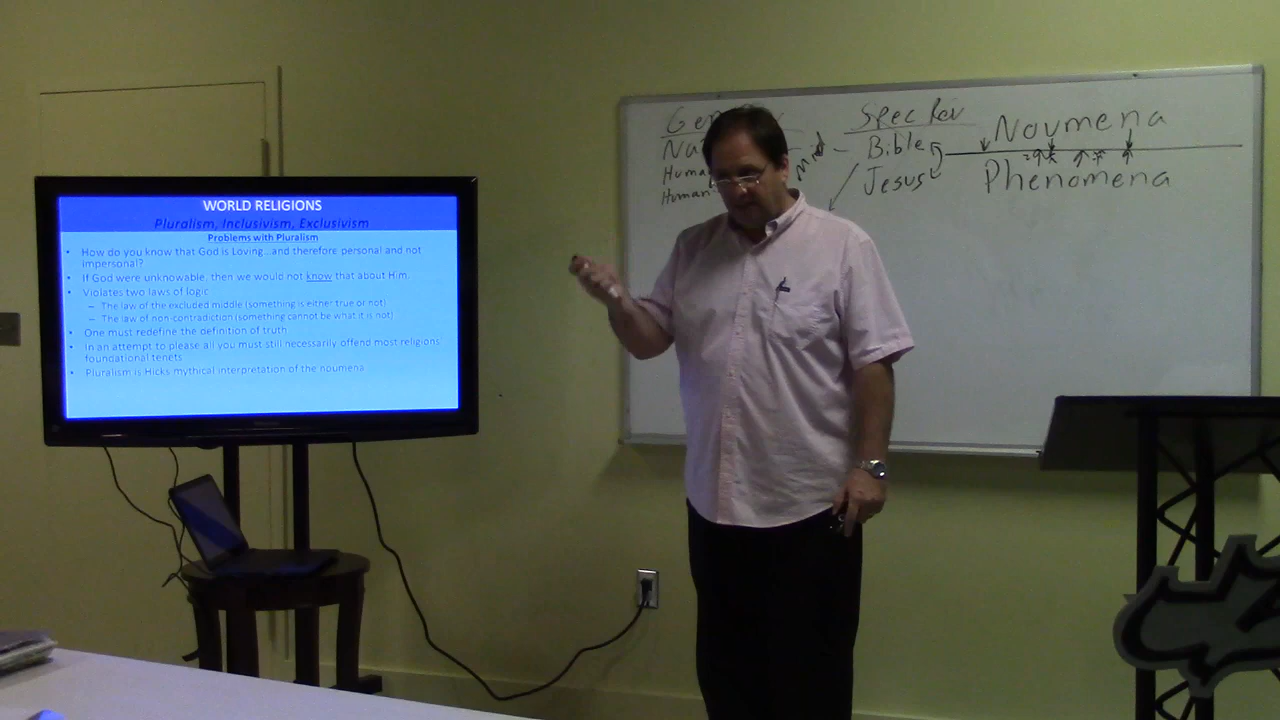 WORLD RELIGIONS
Pluralism, Inclusivism, Exclusivism
Problems with Pluralism
• How do you know that God is Loving...and therefore personal and not
impersonal?
• If God were unknowable, then we would not know that about Him.
• Violates two laws of logic
– The law of the excluded middle (something is either true or not)
– The law of non-contradiction (something cannot be what it is not)
• One must redefine the definition of truth
• In an attempt to please all you must still necessarily offend most religions
foundational tenets
• Pluralism is Hicks mythical interpretation of the noumena
Gen
Na
Huma
Human
Spec Rev
Bible
Jesus
Noumena
Phenomena